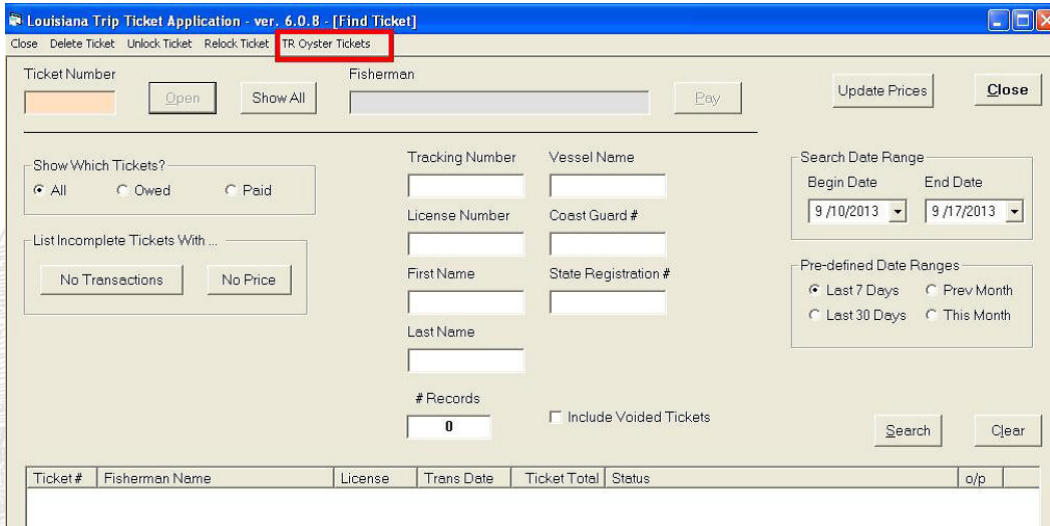 Louisiana Trip Ticket Application - ver. 6.0.8 - [Find Ticket]
Close Delete Ticket Unlock Ticket Relock Ticket TR Oyster Tickets
Ticket Number Fisherman
Open Show All Pay Update Prices Close
Show Which Tickets? Tracking Number Vessel Name Search Date Range
All Owed Paid Begin Date End Date
License Number Coast Guard # 9 /10/2013 9 /17/2013
List Incomplete Tickets With ...
No Transactions No Price First Name State Registration # Pre-defined Date Ranges
Last 7 Days Prev Month
Last 30 Days This Month
Last Name
# Records
0 Include Voided Tickets Search Clear
Ticket # Fisherman Name License Trans Date Ticket Total Status o/p